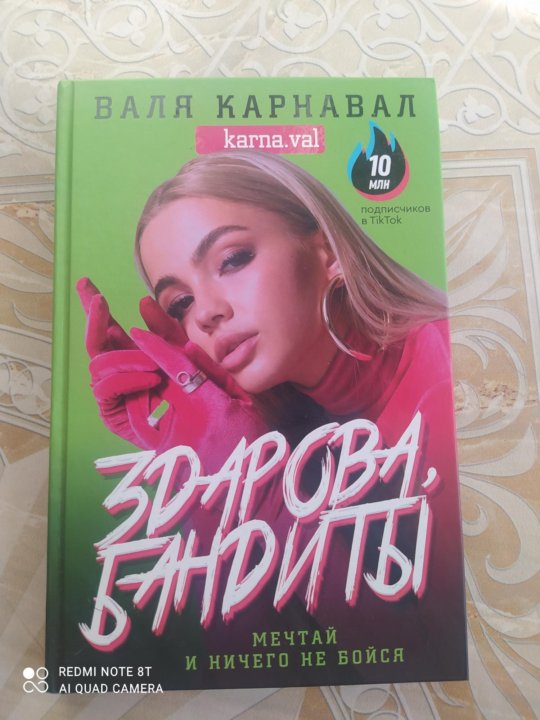 ВАЛЯ КАРНАВАЛ
karna.val
10
МЛН
подписчиков
в TikTok
ЗДАРОВА,
БАНДИТЫ
МЕЧТАЙ
И НИЧЕГО НЕ БОЙСЯ
REDMI NOTE 8T
AI QUAD CAMERA